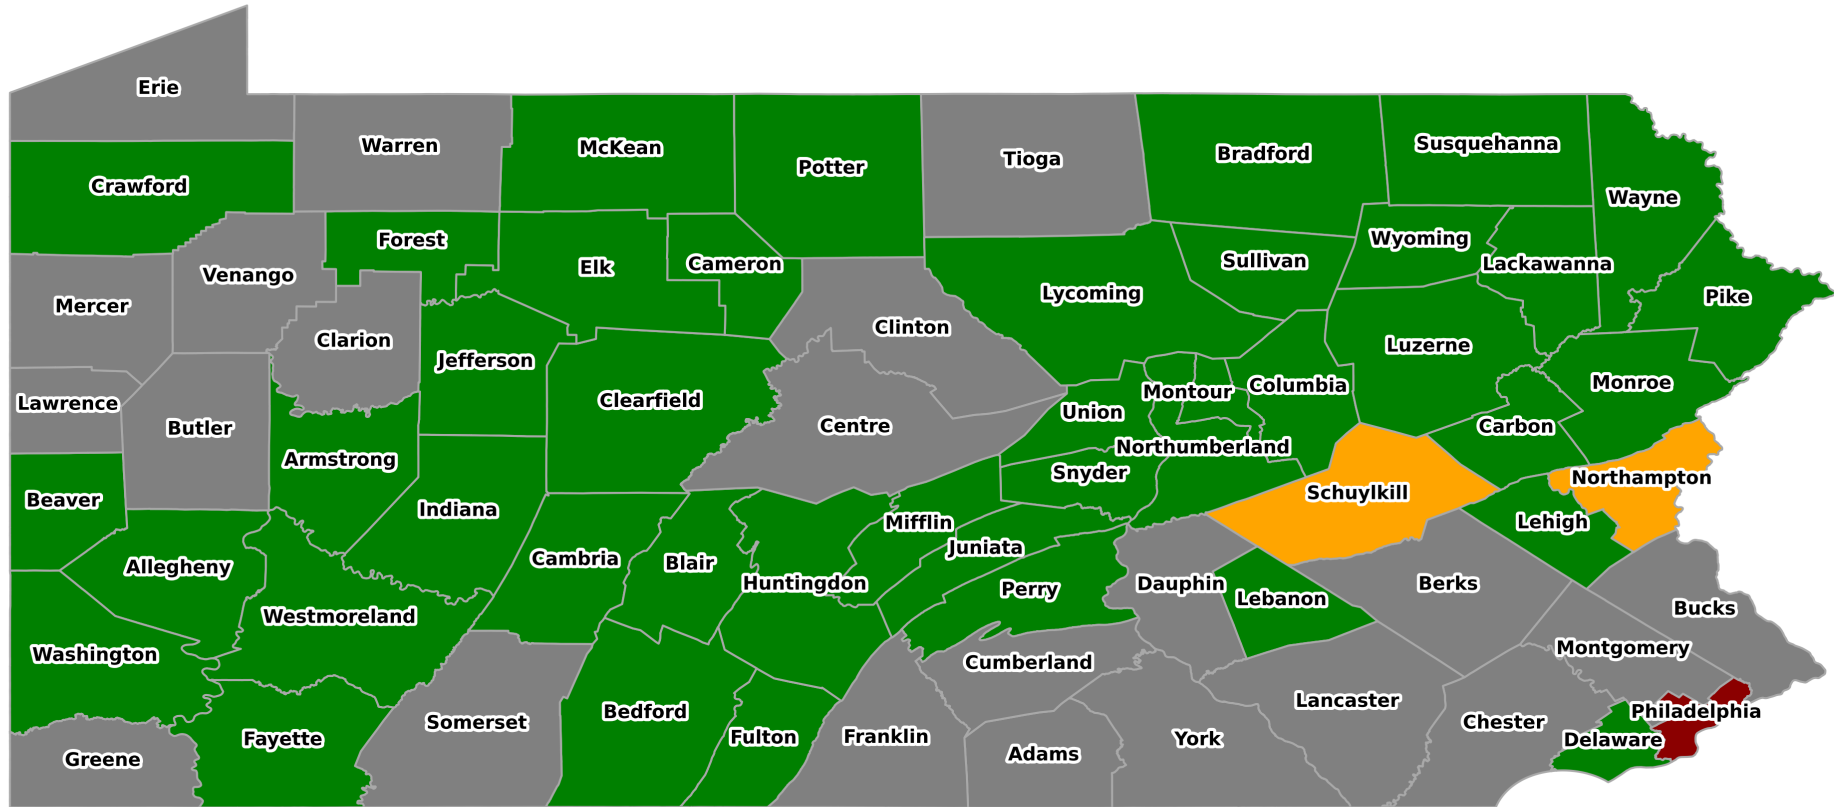 Erie
Warren
McKean
Potter
Tioga
Bradford
Susquehanna
Wayne
Crawford
Forest
Venango
Elk
Cameron
Sullivan
Wyoming
Lackawanna
Pike
Mercer
Clarion
Jefferson
Clinton
Lycoming
Luzerne
Monroe
Lawrence
Butler
Clearfield
Centre
Union
Montour
Columbia
Carbon
Armstrong
Northumberland
Snyder
Beaver
Indiana
Schuylkill
Northampton
Mifflin
Lehigh
Juniata
Allegheny
Cambria
Blair
Huntingdon
Perry
Dauphin
Lebanon
Berks
Bucks
Westmoreland
Washington
Cumberland
Montgomery
Somerset
Bedford
Lancaster
Philadelphia
Greene
Fayette
Fulton
Franklin
Adams
York
Chester
Delaware